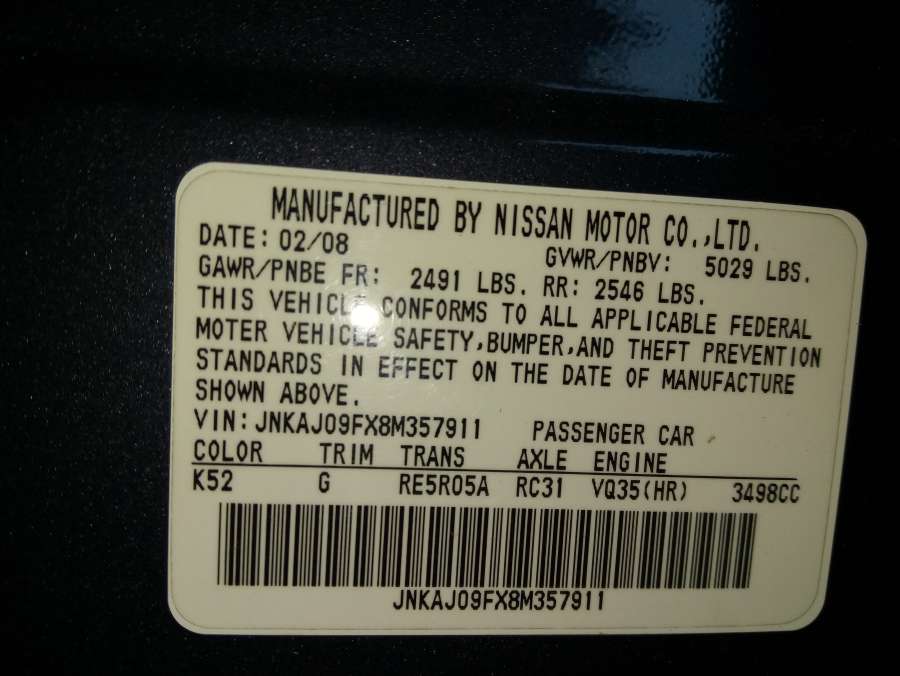 MANUFACTURED BY NISSAN MOTOR CO.,LTD.
DATE: 02/08 GVWR/PNBV: 5029 LBS.
GAWR/PNBE FR: 2491 LBS. RR: 2546 LBS.
THIS VEHICLE CONFORMS TO ALL APPLICABLE FEDERAL
MOTER VEHICLE SAFETY,BUMPER,AND THEFT PREVENTION
STANDARDS IN EFFECT ON THE DATE OF MANUFACTURE
SHOWN ABOVE.
VIN: JNKAJ09FX8M357911 PASSENGER CAR
COLOR TRIM TRANS AXLE ENGINE
K52 G RE5R05A RC31 VQ35(HR) 3498CC
JNKAJ09FX8M357911